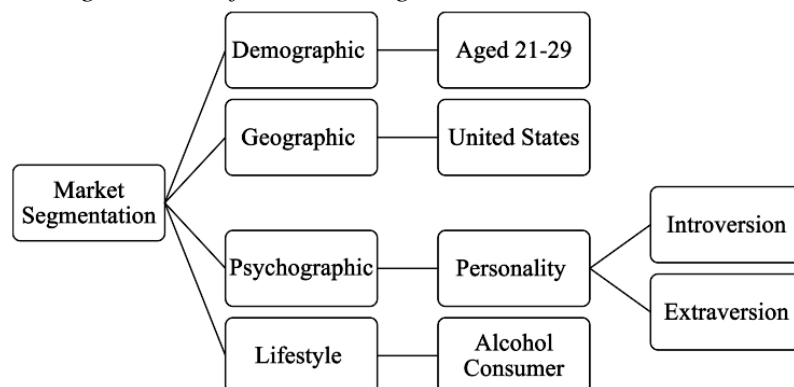 Demographic
Aged 21-29
Geographic
United States
Market
Segmentation
Psychographic
Personality
Introversion
Extraversion
Lifestyle
Alcohol
Consumer